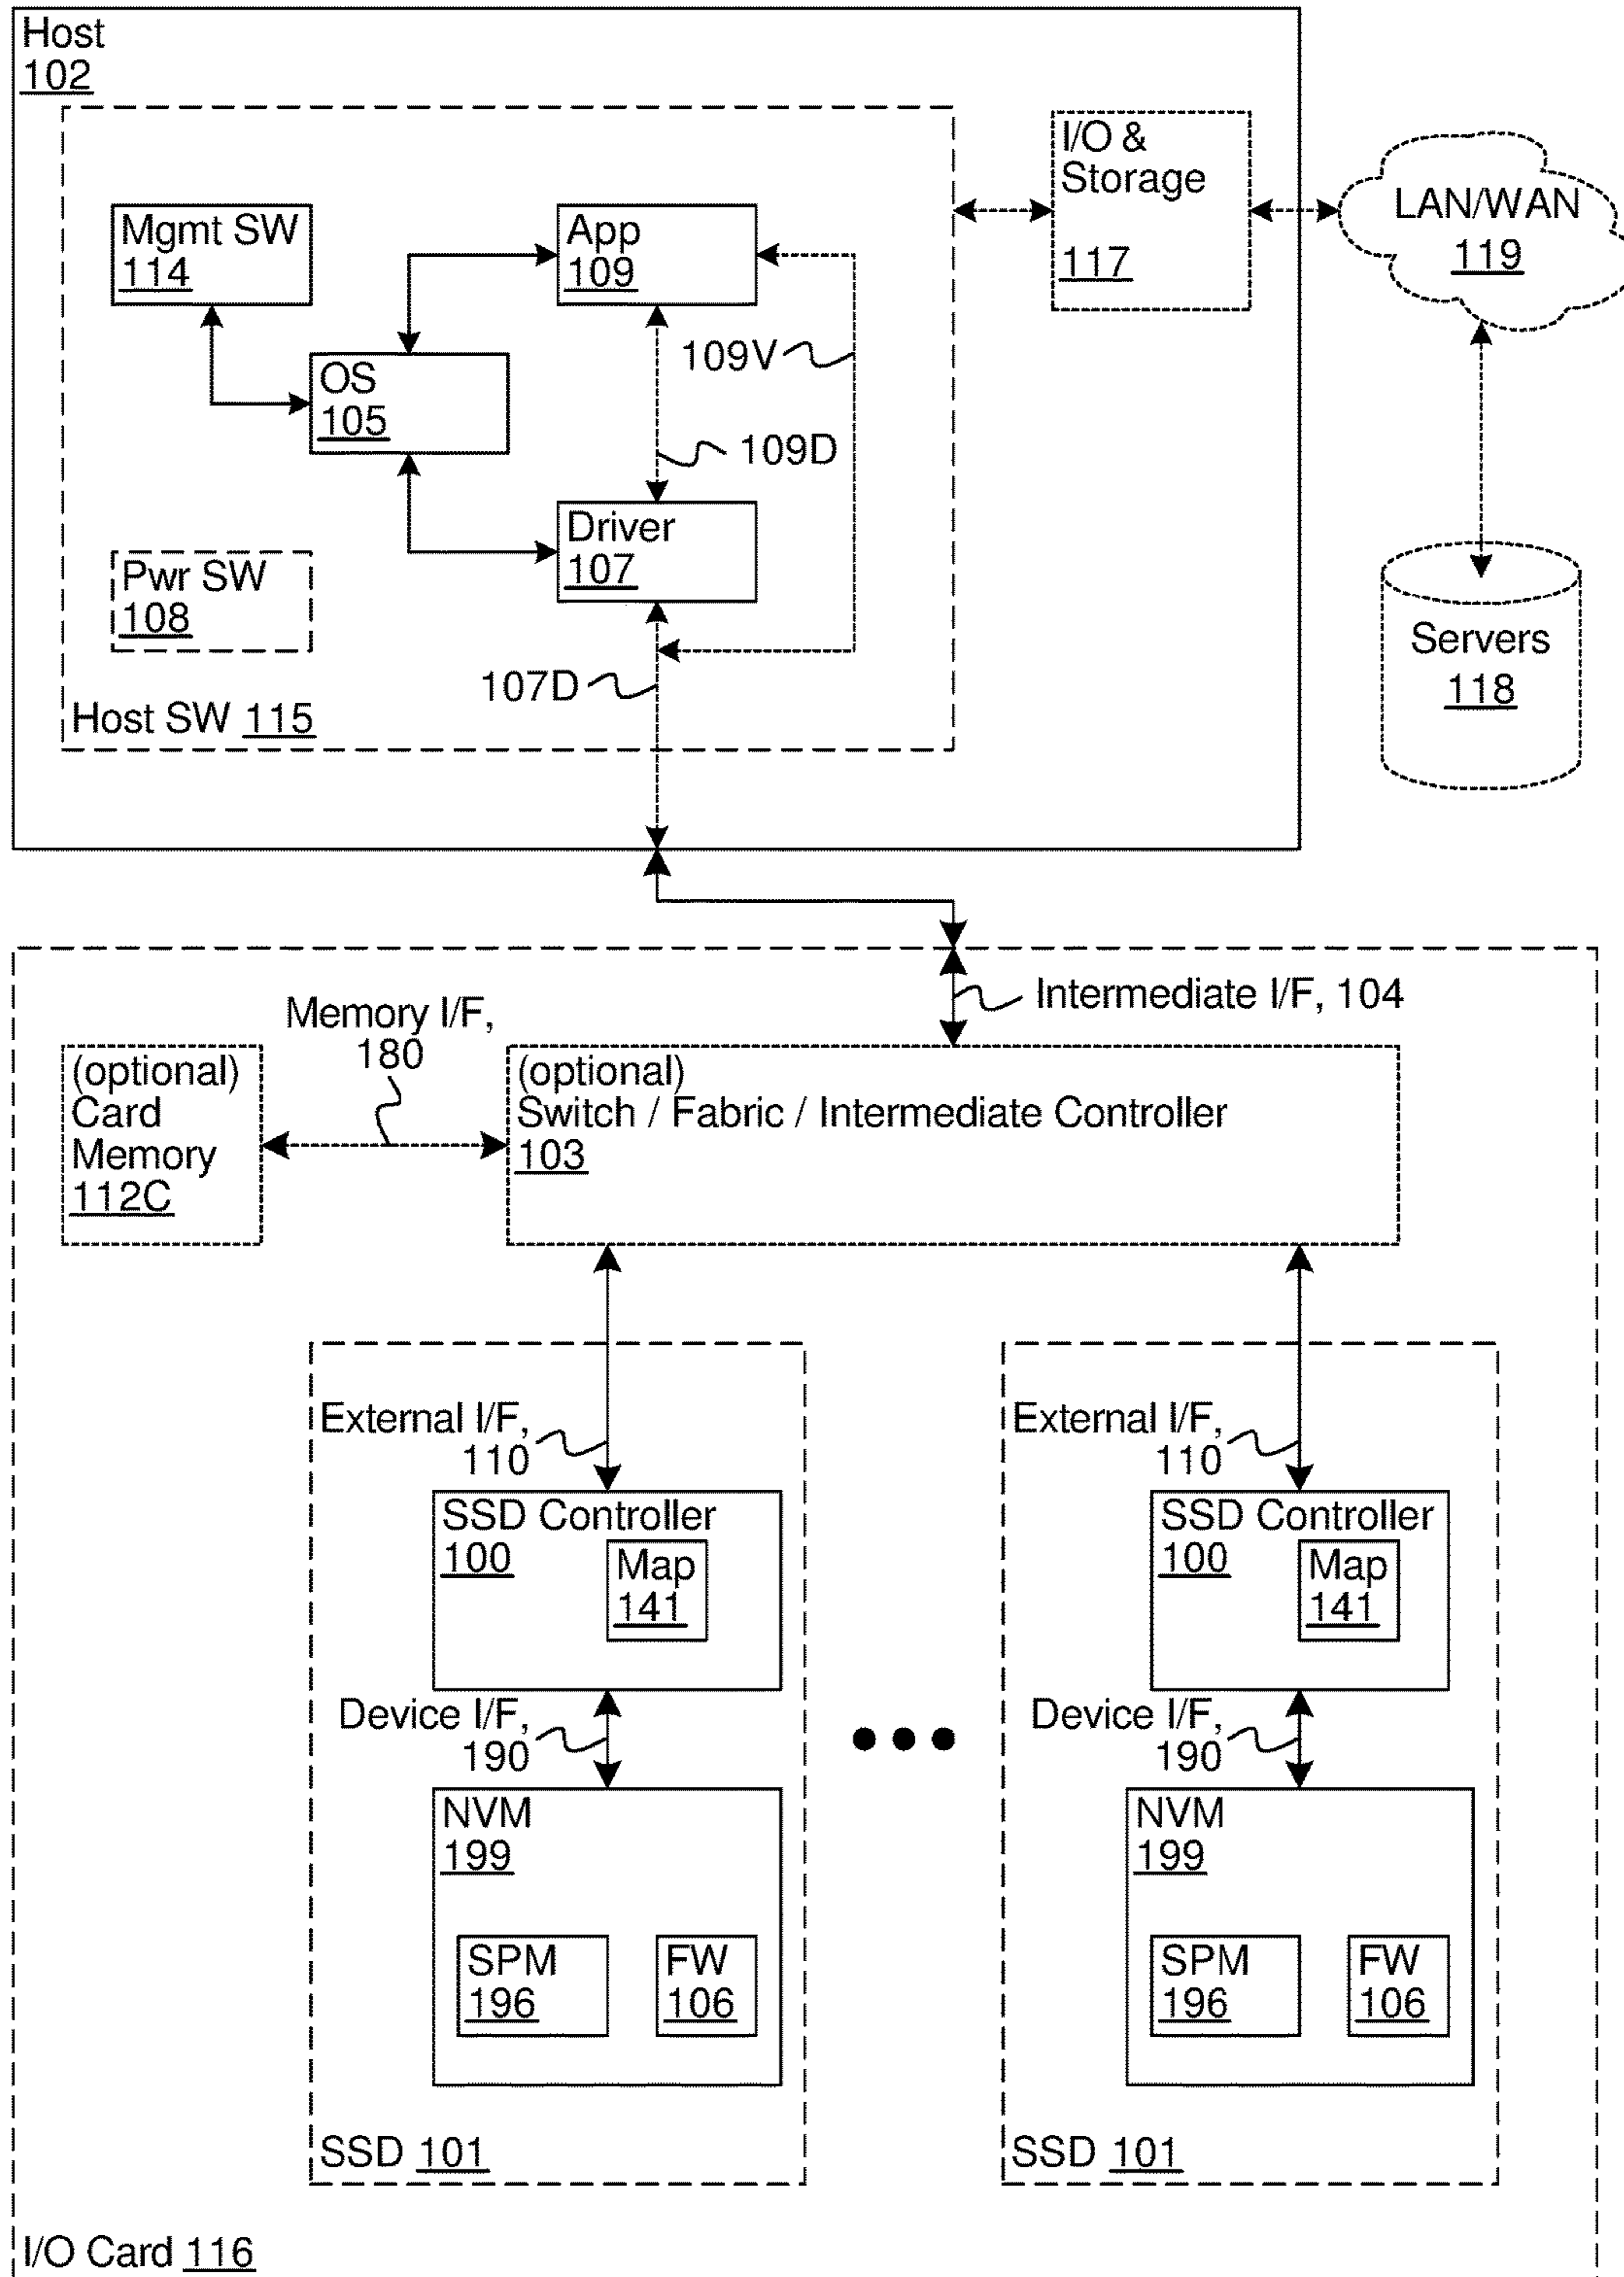 Host
102
I/O &
Storage
117
LAN/WAN
119
Mgmt SW
114
App
109
109V
OS
105
109D
Driver
107
Pwr SW
108
107D
Host SW 115
Servers
118
Intermediate I/F, 104
Memory I/F,
180
(optional)
Card
Memory
112C
(optional)
Switch / Fabric / Intermediate Controller
103
External I/F,
110
SSD Controller
100
Map
141
Device I/F,
190
NVM
199
SPM
196
FW
106
SSD 101
External I/F,
110
SSD Controller
100
Map
141
Device I/F,
190
NVM
199
SPM
196
FW
106
SSD 101
I/O Card 116